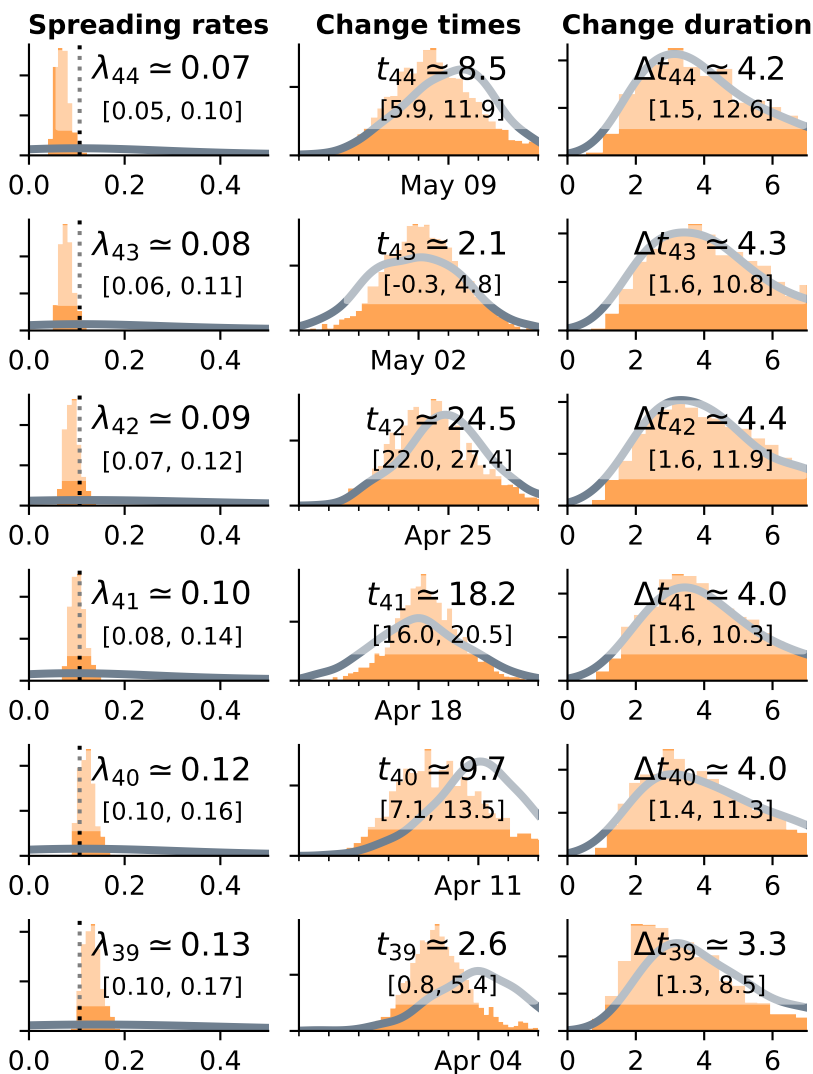 Spreading rates Change times Change duration
λ44 ≃ 0.07 t44 ≃ 8.5 Δt44 ≃ 4.2
[0.05, 0.10] [5.9, 11.9] [1.5, 12.6]
0.0 0.2 0.4 May 09 0 2 4 6
λ43 ≃ 0.08 t43 ≃ 2.1 Δt43 ≃ 4.3
[0.06, 0.11] [-0.3, 4.8] [1.6, 10.8]
0.0 0.2 0.4 May 02 0 2 4 6
λ42 ≃ 0.09 t42 ≃ 24.5 Δt42 ≃ 4.4
[0.07, 0.12] [22.0, 27.4] [1.6, 11.9]
0.0 0.2 0.4 Apr 25 0 2 4 6
λ41 ≃ 0.10 t41 ≃ 18.2 Δt41 ≃ 4.0
[0.08, 0.14] [16.0, 20.5] [1.6, 10.3]
0.0 0.2 0.4 Apr 18 0 2 4 6
λ40 ≃ 0.12 t40 ≃ 9.7 Δt40 ≃ 4.0
[0.10, 0.16] [7.1, 13.5] [1.4, 11.3]
0.0 0.2 0.4 Apr 11 0 2 4 6
λ39 ≃ 0.13 t39 ≃ 2.6 Δt39 ≃ 3.3
[0.10, 0.17] [0.8, 5.4] [1.3, 8.5]
0.0 0.2 0.4 Apr 04 0 2 4 6